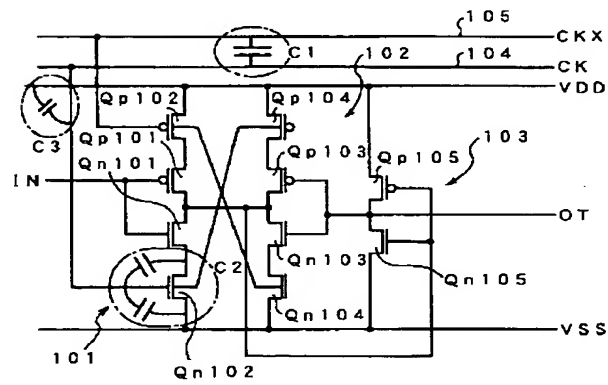 105
CKX
C1
102
104
CK
Qp102
Qp104
VDD
C3
Qp101
Qn101
Qp103
Qp105
103
IN
OT
C2
Qn103
Qn105
Qn104
101
Qn102
VSS